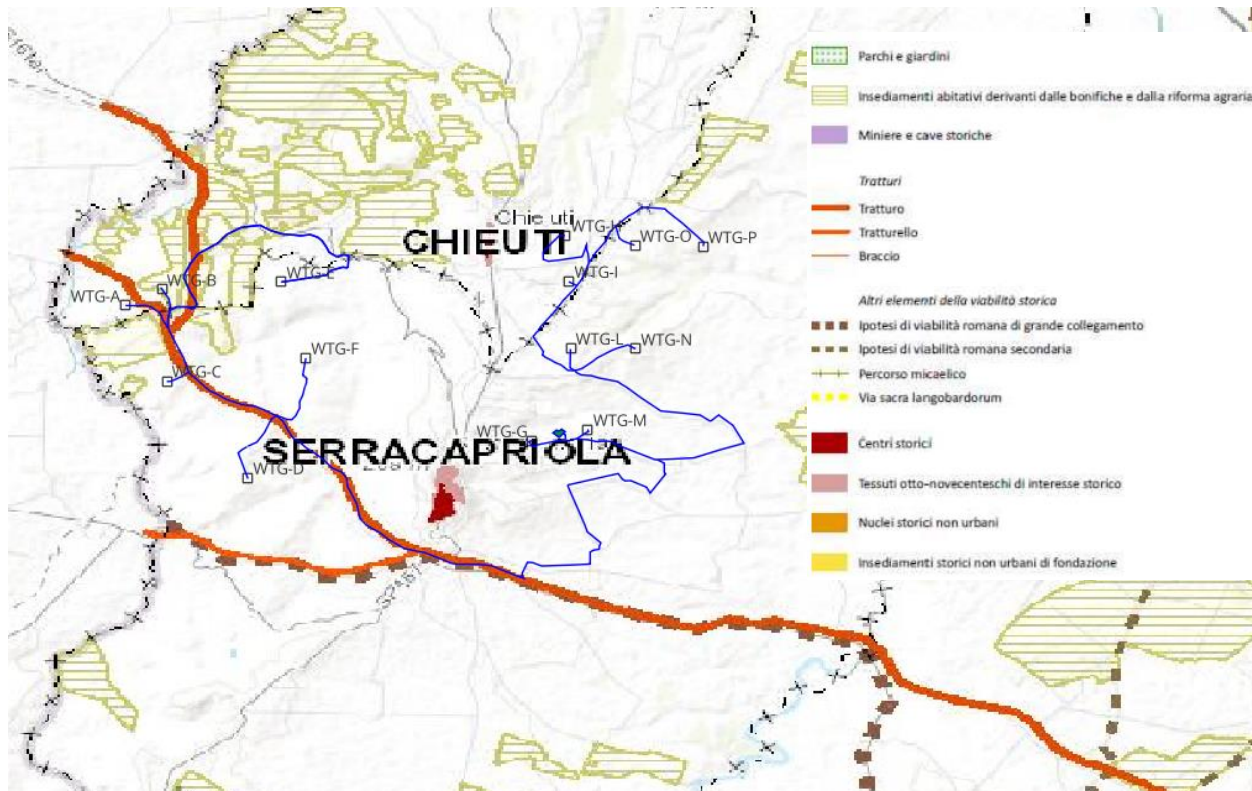 Chieuti
CHIEUTI
WTG-H
WTG-O
WTG-P
WTG-B
WTG-E
WTG-I
WTG-A
WTG-F
WTG-L
WTG-N
WTG-C
WTG-G
WTG-M
SERRACAPRIOLA
WTG-D
Parchi e giardini
Insediamenti abitativi derivanti dalle bonifiche e dalla riforma agraria
Miniere e cave storiche
Tratturi
Tratturo
Tratturello
Braccio
Altri elementi della viabilità storica
Ipotesi di viabilità romana di grande collegamento
Ipotesi di viabilità romana secondaria
Percorso micaelico
Via sacra langobardorum
Centri storici
Tessuti otto-novecenteschi di interesse storico
Nuclei storici non urbani
Insediamenti storici non urbani di fondazione